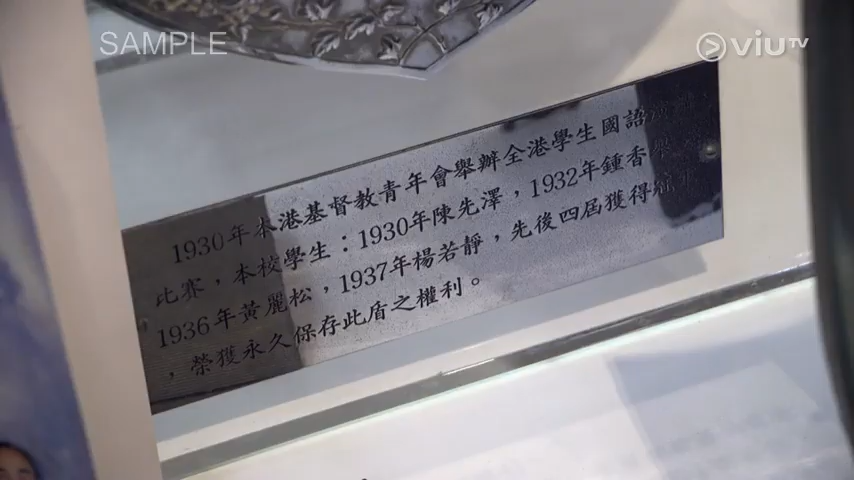 SAMPLE
viuTV
1930年本港基督教青年會舉辦全港學生國語
比賽，本校學生：1930年陳先澤，1932年鍾香
1936年黃麗松，1937年楊若靜，先後四屆獲得
，榮獲永久保存此盾之權利。